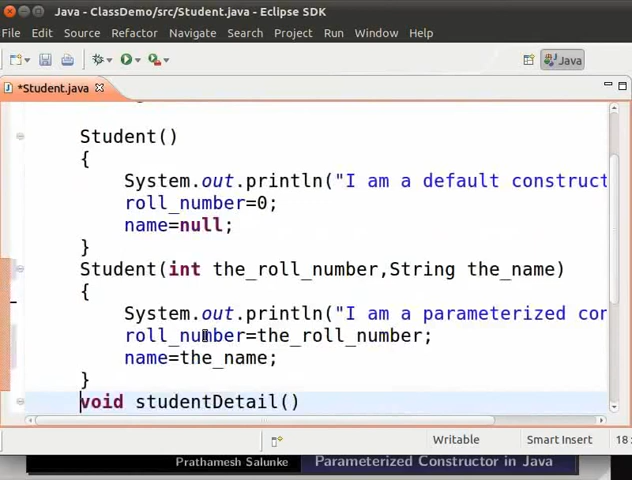 Java - ClassDemo/src/Student.java - Eclipse SDK
File Edit Source Refactor Navigate Search Project Run Window Help
Java
*Student.java
Student()
{
System.out.println("I am a default construct
roll_number=0;
name=null;
}
Student(int the_roll_number,String the_name)
{
System.out.println("I am a parameterized con
roll_number=the_roll_number;
name=the_name;
}
void studentDetail()
Writable Smart Insert 18 :
Prathamesh Salunke Parameterized Constructor in Java